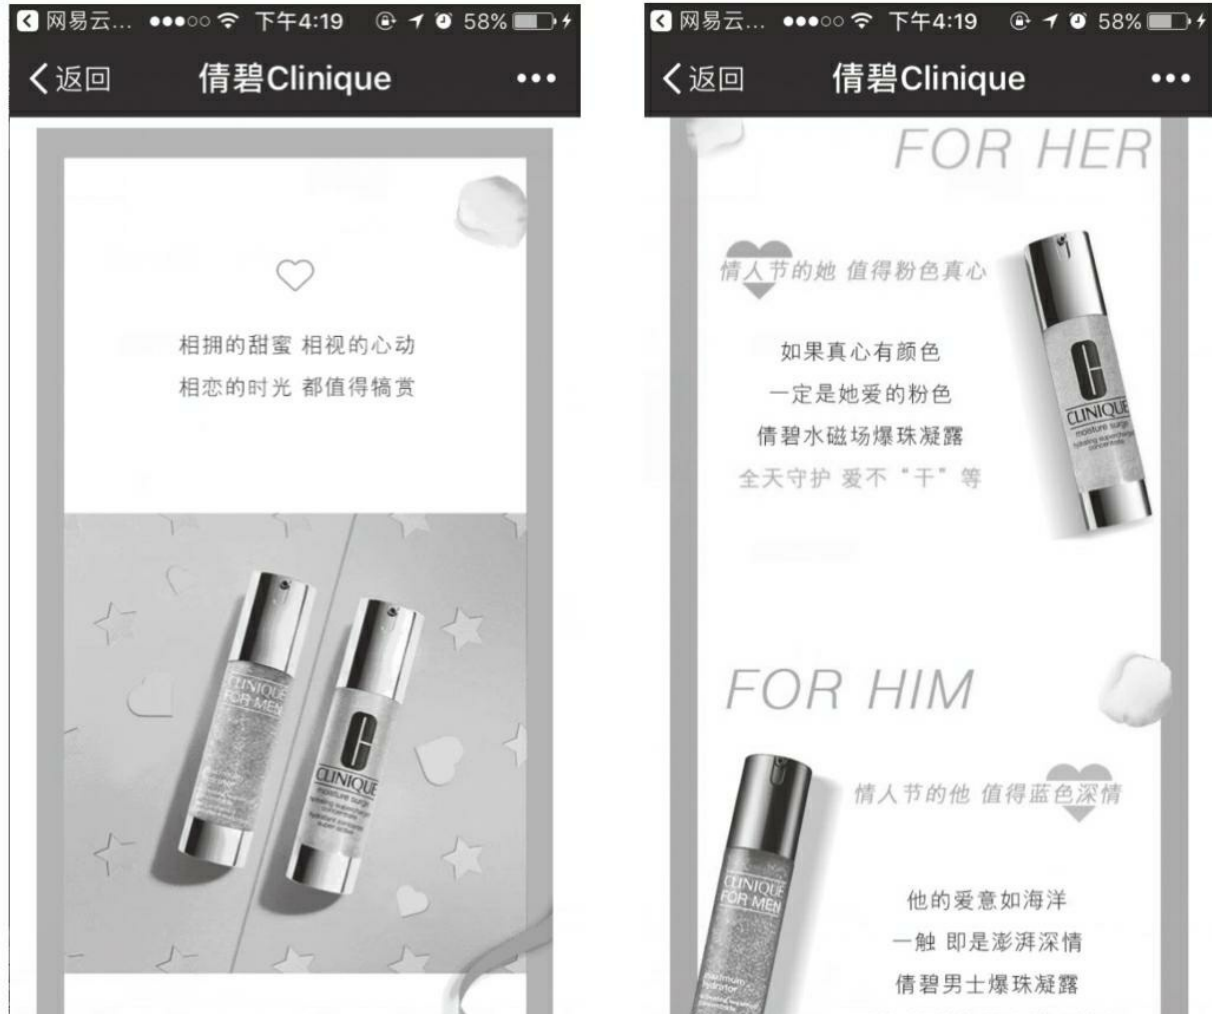 网易云... 下午4:19 58%
返回 倩碧Clinique
相拥的甜蜜 相视的心动
相恋的时光 都值得犒赏
CLINIQUE
FOR MEN
CLINIQUE
moisture surge
hydrating supercharged
concentrate
网易云... 下午4:19 58%
返回 倩碧Clinique
FOR HER
情人节的她 值得粉色真心
如果真心有颜色
一定是她爱的粉色
倩碧水磁场爆珠凝露
全天守护 爱不“干”等
CLINIQUE
moisture surge
hydrating supercharged
concentrate
FOR HIM
情人节的他 值得蓝色深情
他的爱意如海洋
一触 即是澎湃深情
倩碧男士爆珠凝露
CLINIQUE
FOR MEN
maximum
hydrator